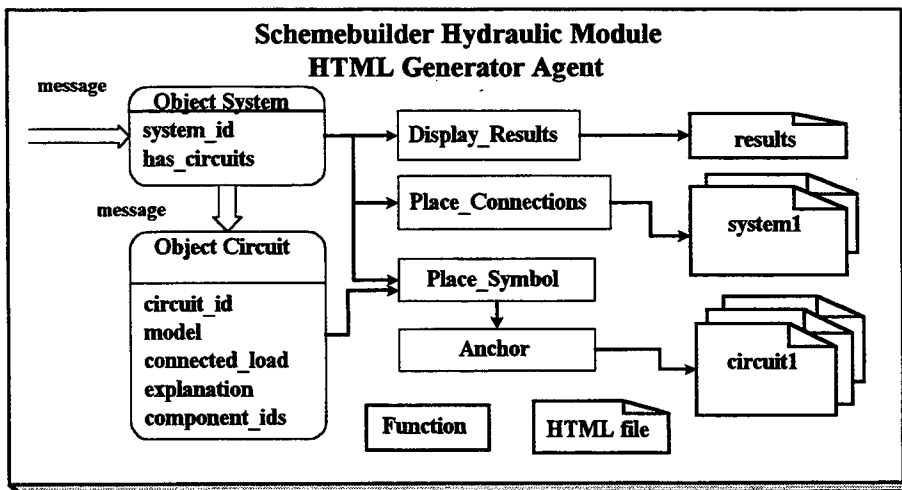 Schemebuilder Hydraulic Module
HTML Generator Agent
message
Object System
system_id
has_circuits
message
Object Circuit
circuit_id
model
connected_load
explanation
component_ids
Display_Results
Place_Connections
Place_Symbol
Anchor
results
system1
circuit1
Function
HTML file